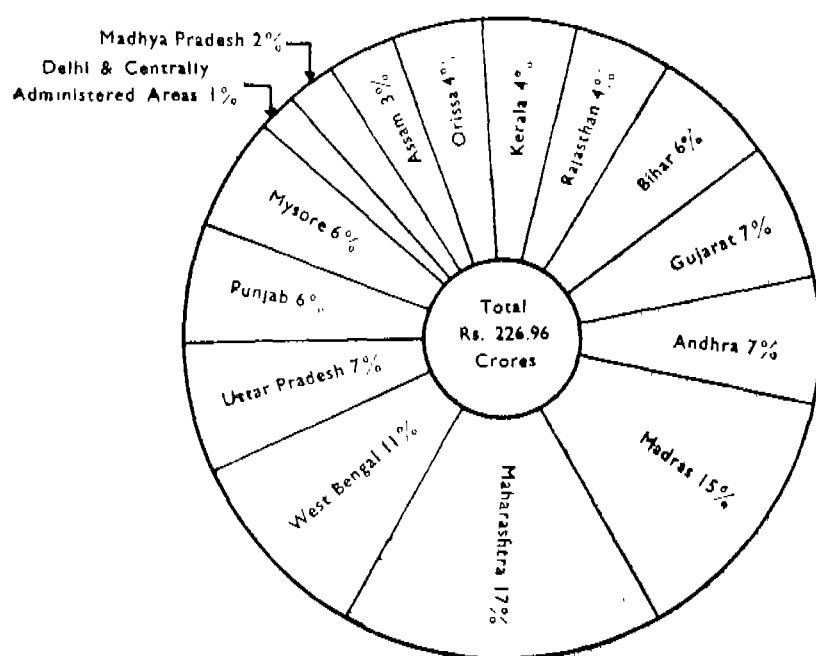 Madhya Pradesh 2%
Delhi & Centrally
Administered Areas 1%
Assam 3%
Orissa 4%
Kerala 4%
Rajasthan 4%
Bihar 6%
Gujarat 7%
Andhra 7%
Madras 15%
Maharashtra 17%
West Bengal 11%
Uttar Pradesh 7%
Punjab 6%
Mysore 6%
Total
Rs. 226.96
Crores